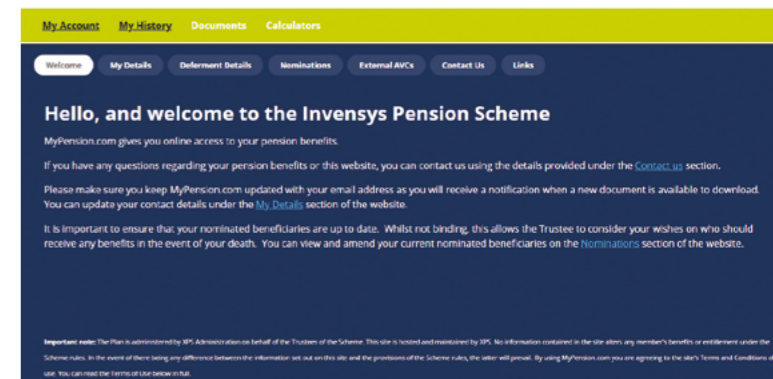 My Account My History Documents Calculators
Welcome My Details Deferment Details Nominations External AVCs Contact Us Links
Hello, and welcome to the Invensys Pension Scheme
MyPension.com gives you online access to your pension benefits.
If you have any questions regarding your pension benefits or this website, you can contact us using the details provided under the Contact us section.
Please make sure you keep MyPension.com updated with your email address as you will receive a notification when a new document is available to download.
You can update your contact details under the My Details section of the website.
It is important to ensure that your nominated beneficiaries are up to date. Whilst not binding, this allows the Trustee to consider your wishes on who should
receive any benefits in the event of your death. You can view and amend your current nominated beneficiaries on the Nominations section of the website.
Important note: The Plan is administered by XPS Administration on behalf of the Trustees of the Scheme. This site is hosted and maintained by XPS. No information contained in the site alters any member's benefits or entitlement under the
Scheme rules. In the event of there being any difference between the information set out on this site and the provisions of the Scheme rules, the latter will prevail. By using MyPension.com you are agreeing to the site's Terms and Conditions of
use. You can read the Terms of Use below in full.